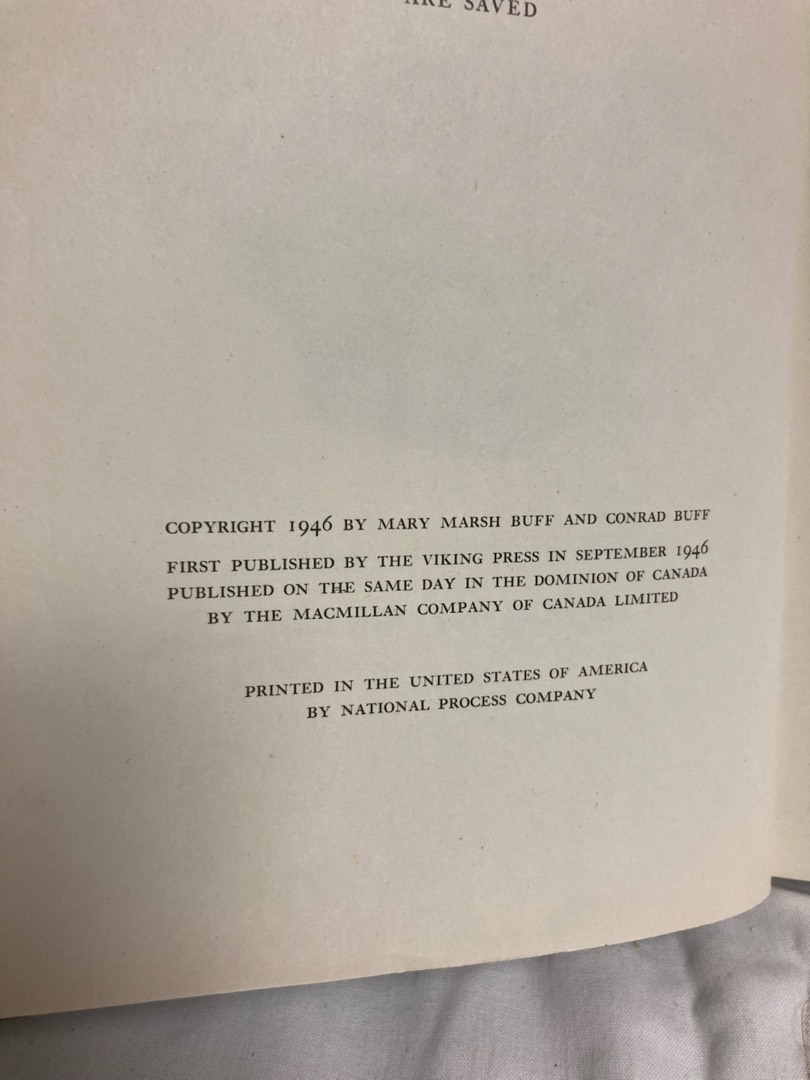 ARE SAVED
COPYRIGHT 1946 BY MARY MARSH BUFF AND CONRAD BUFF
FIRST PUBLISHED BY THE VIKING PRESS IN SEPTEMBER 1946
PUBLISHED ON THE SAME DAY IN THE DOMINION OF CANADA
BY THE MACMILLAN COMPANY OF CANADA LIMITED
PRINTED IN THE UNITED STATES OF AMERICA
BY NATIONAL PROCESS COMPANY